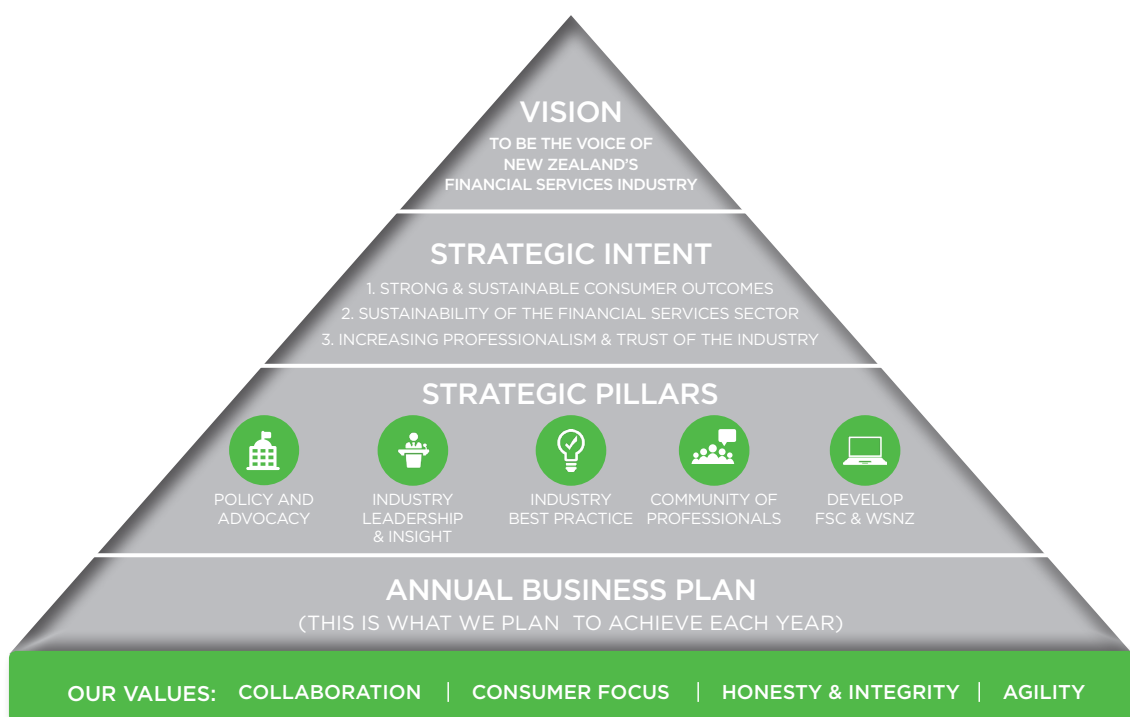 VISION
TO BE THE VOICE OF
NEW ZEALAND'S
FINANCIAL SERVICES INDUSTRY
STRATEGIC INTENT
1. STRONG & SUSTAINABLE CONSUMER OUTCOMES
2. SUSTAINABILITY OF THE FINANCIAL SERVICES SECTOR
3. INCREASING PROFESSIONALISM & TRUST OF THE INDUSTRY
STRATEGIC PILLARS
POLICY AND
ADVOCACY
INDUSTRY
LEADERSHIP
& INSIGHT
INDUSTRY
BEST PRACTICE
COMMUNITY OF
PROFESSIONALS
DEVELOP
FSC & WSNZ
ANNUAL BUSINESS PLAN
(THIS IS WHAT WE PLAN TO ACHIEVE EACH YEAR)
OUR VALUES: COLLABORATION | CONSUMER FOCUS | HONESTY & INTEGRITY | AGILITY